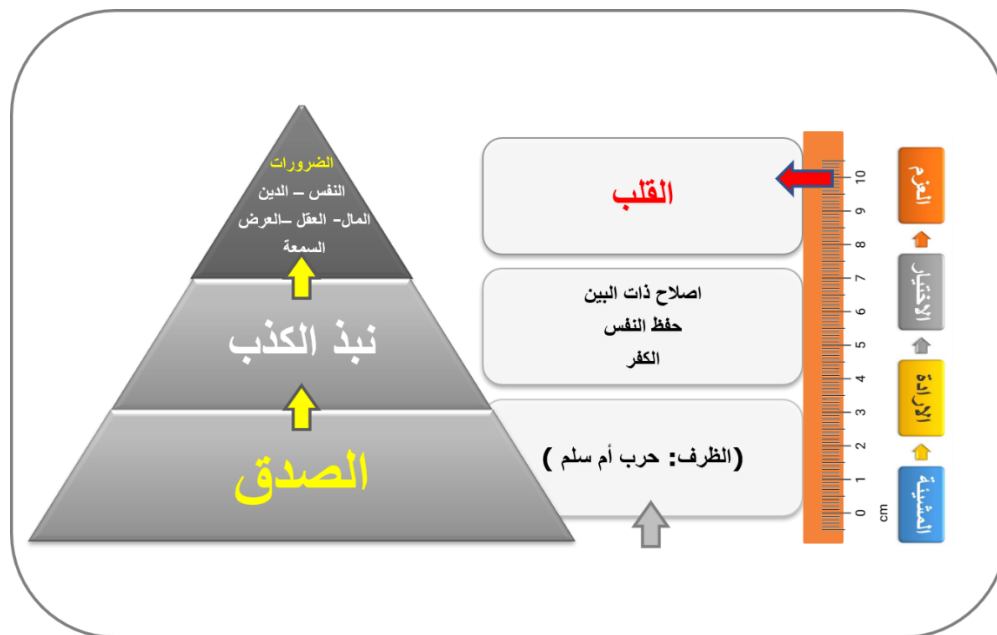 العزم
الاختيار
الارادة
المشيئة
10
9
8
7
6
5
4
3
2
1
0
cm
القلب
اصلاح ذات البين
حفظ النفس
الكفر
(الظرف: حرب أم سلم )
الضرورات
النفس – الدين
المال- العقل –العرض
السمعة
نبذ الكذب
الصدق